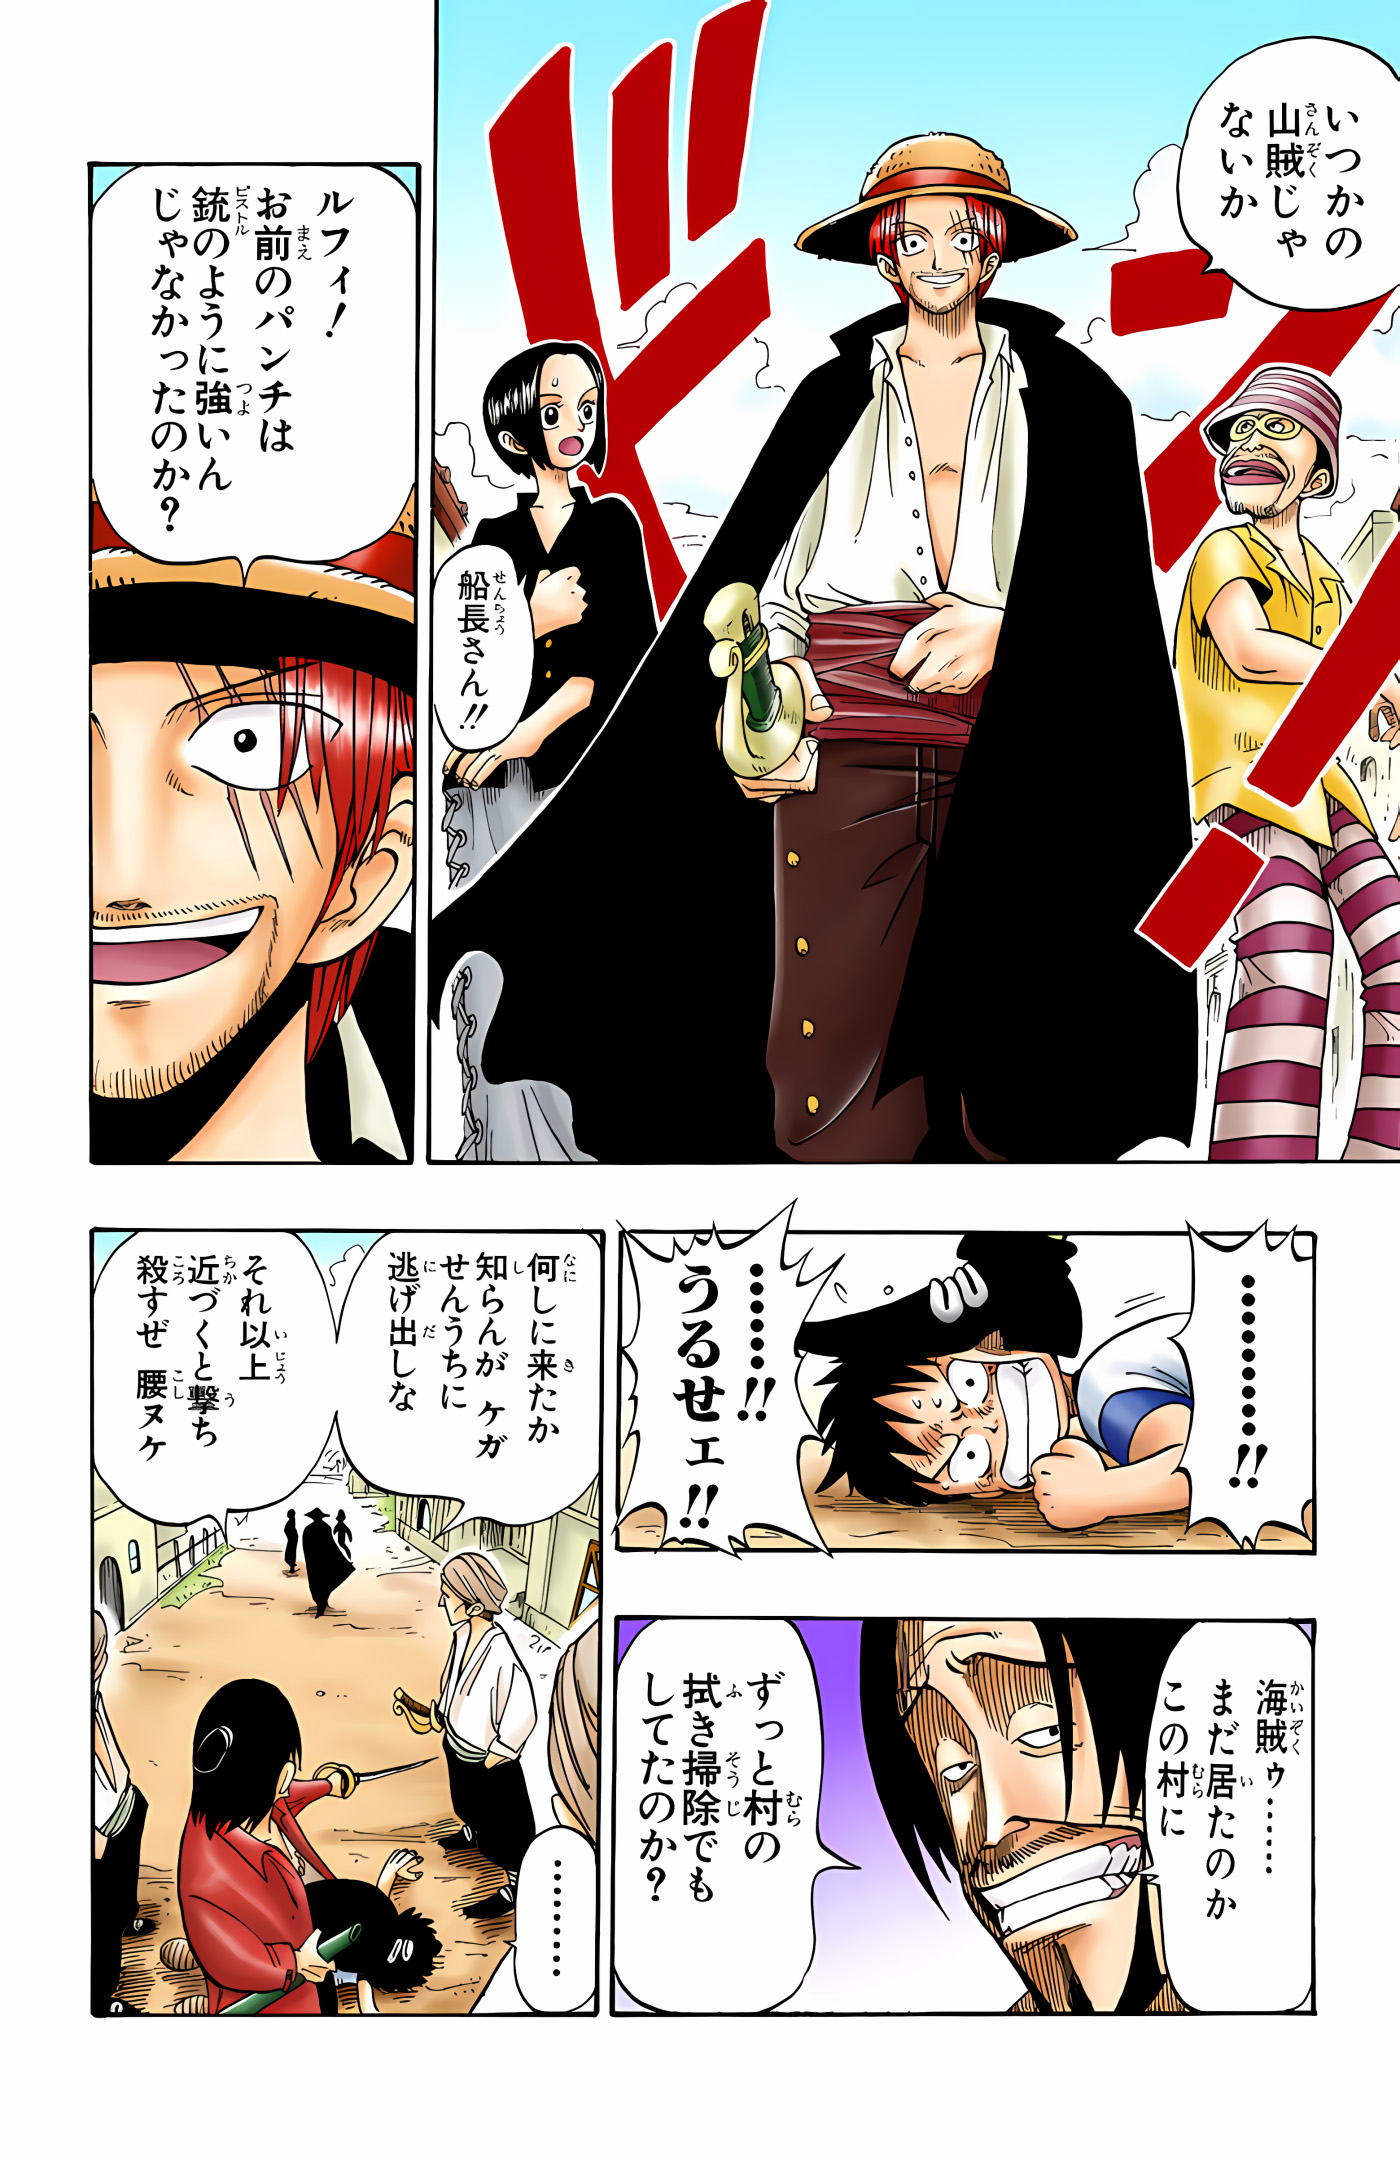 いつかの
山賊じゃ
ないか
ドン!
船長さん!!
ルフィ!
お前のパンチは
銃のように強いん
じゃなかったのか?
…………!!
……!!
うるせェ!!
海賊ゥ……
まだ居たのか
この村に
ずっと村の
拭き掃除でも
してたのか?
何しに来たか
知らんが ケガ
せんうちに
逃げ出しな
それ以上
近づくと撃ち
殺すぜ 腰ヌケ
………